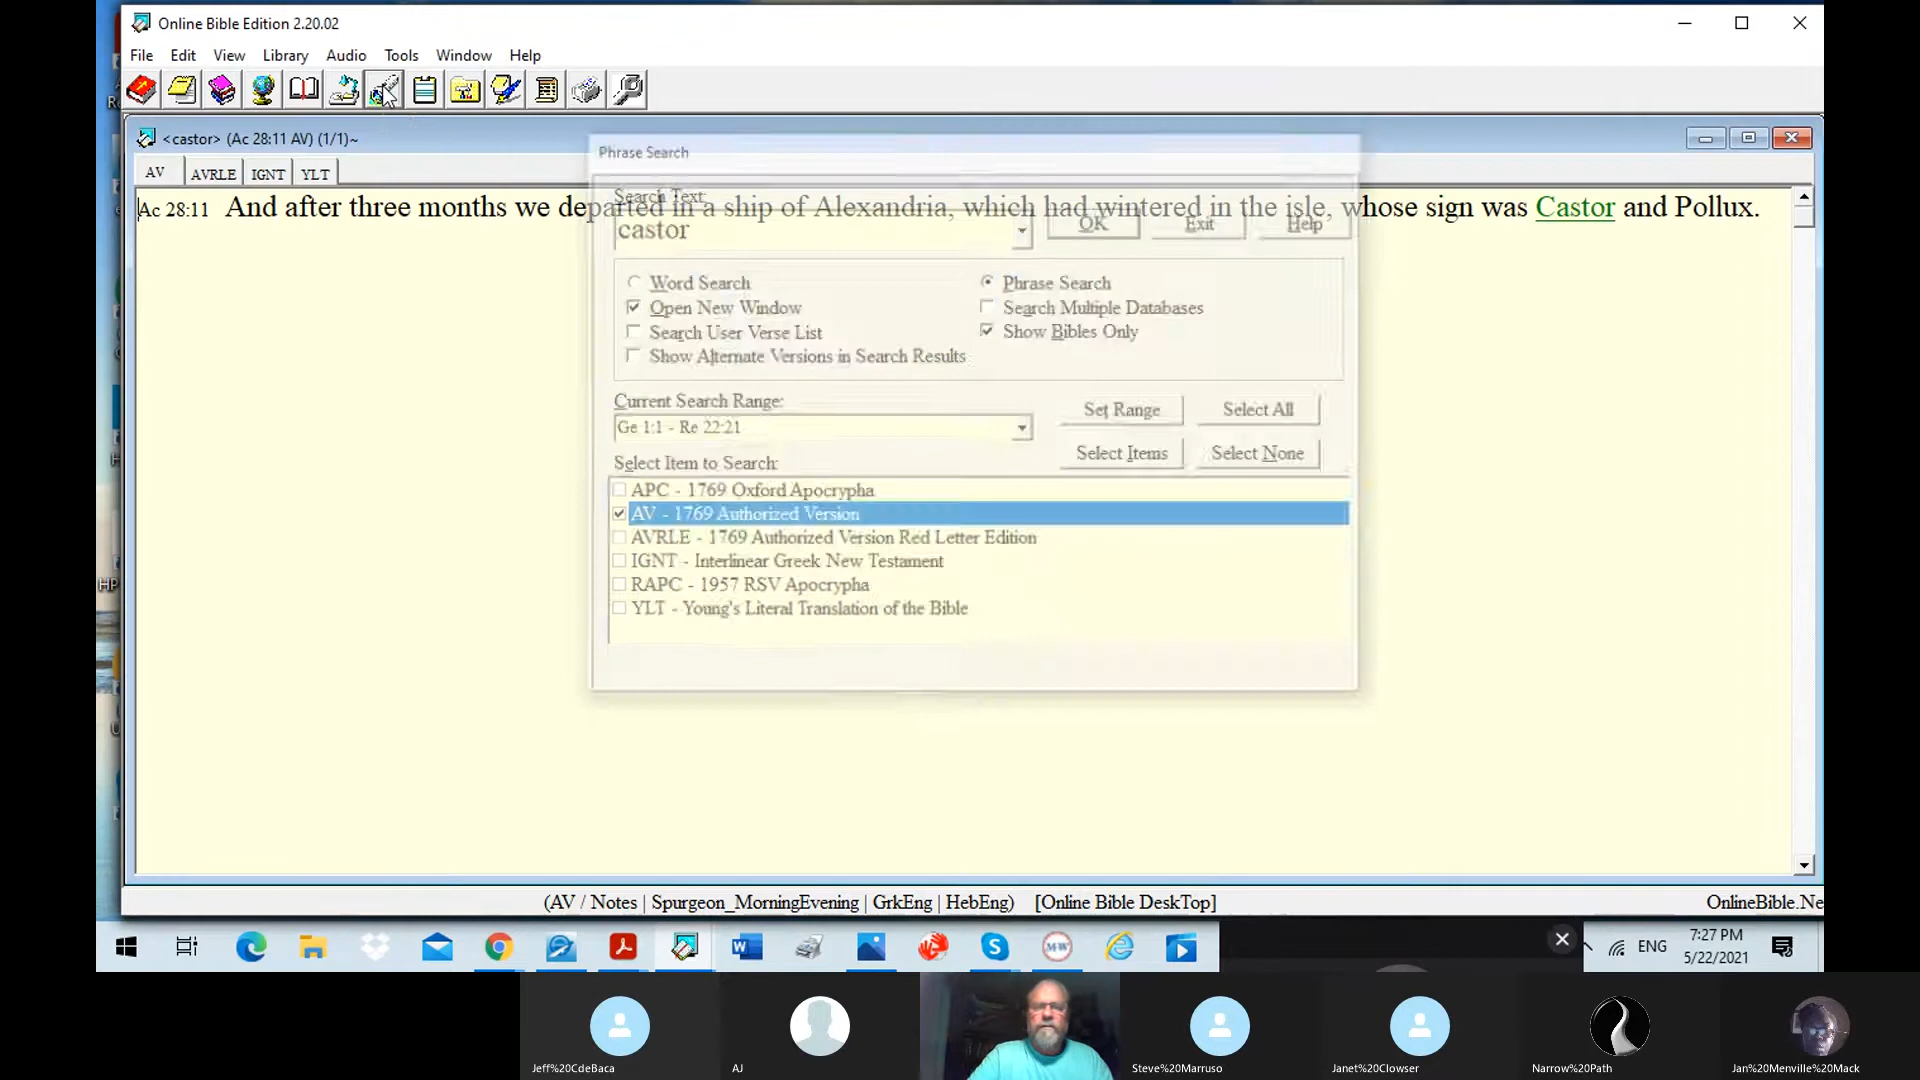 Online Bible Edition 2.20.02
File Edit View Library Audio Tools Window Help
<castor> (Ac 28:11 AV) (1/1)~
AV AVRLE IGNT YLT
Ac 28:11 And after three months we departed in a ship of Alexandria, which had wintered in the isle, whose sign was Castor and Pollux.
Phrase Search
Search Text:
castor
OK Exit Help
Word Search Phrase Search
Open New Window Search Multiple Databases
Search User Verse List Show Bibles Only
Show Alternate Versions in Search Results
Current Search Range:
Ge 1:1 - Re 22:21
Set Range Select All
Select Items Select None
Select Item to Search:
APC - 1769 Oxford Apocrypha
AV - 1769 Authorized Version
AVRLE - 1769 Authorized Version Red Letter Edition
IGNT - Interlinear Greek New Testament
RAPC - 1957 RSV Apocrypha
YLT - Young's Literal Translation of the Bible
HP
(AV / Notes | Spurgeon_MorningEvening | GrkEng | HebEng) [Online Bible DeskTop]
OnlineBible.Ne
ENG
7:27 PM
5/22/2021
Jeff%20CdeBaca
AJ
Steve%20Marruso
Janet%20Clowser
Narrow%20Path
Jan%20Menville%20Mack